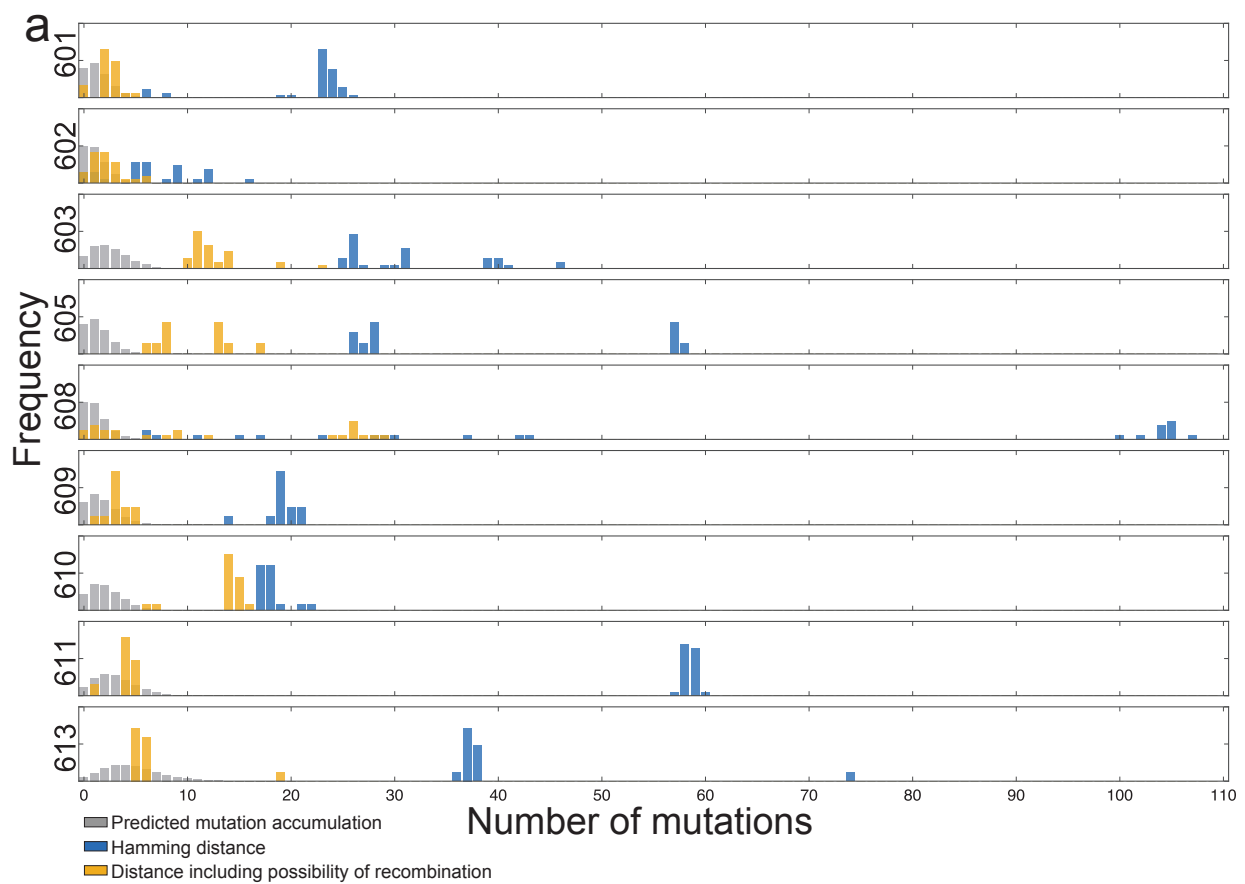 a
601
602
603
605
608
609
610
611
613
Frequency
0 10 20 30 40 50 60 70 80 90 100 110
Number of mutations
Predicted mutation accumulation
Hamming distance
Distance including possibility of recombination